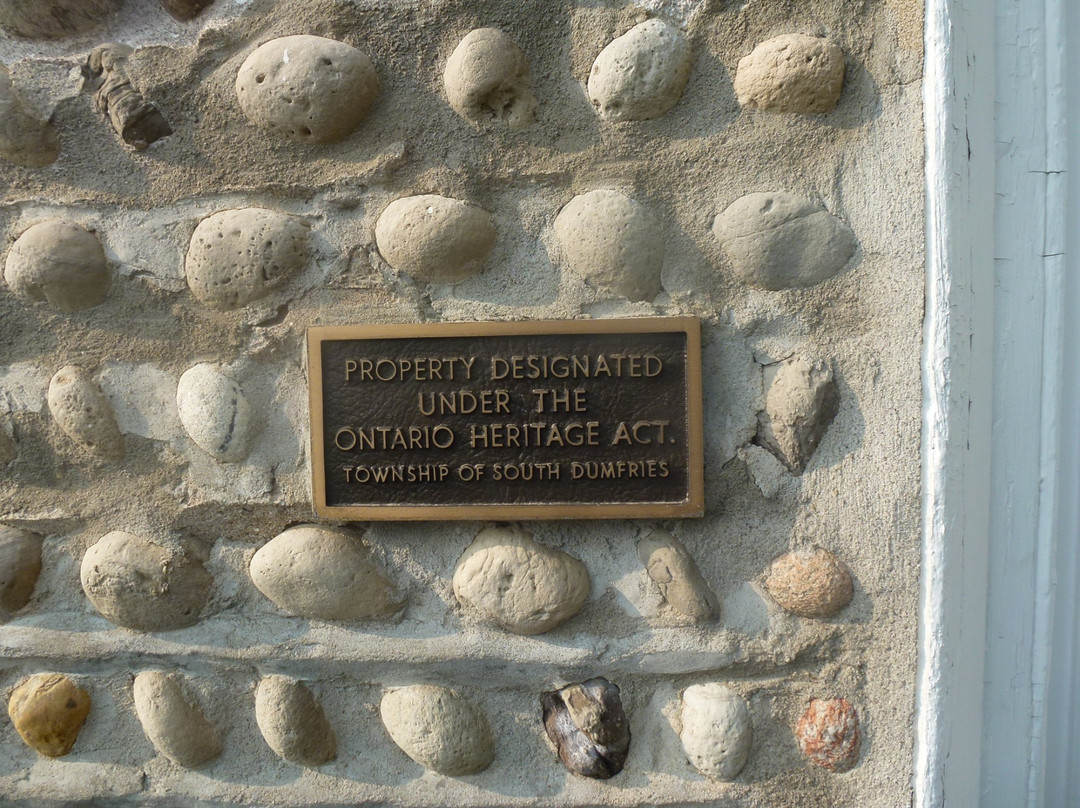 PROPERTY DESIGNATED
UNDER THE
ONTARIO HERITAGE ACT.
TOWNSHIP OF SOUTH DUMFRIES